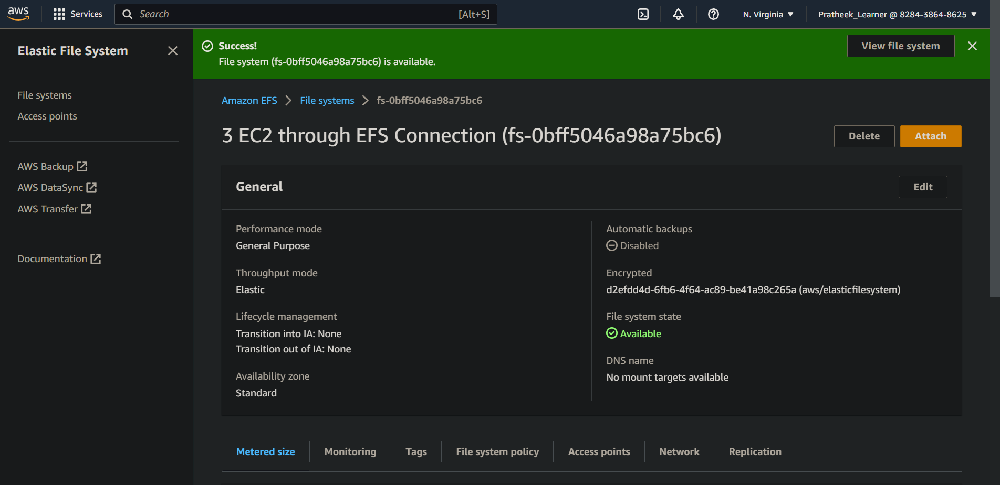 aws
Services
Search
[Alt+S]
N. Virginia
Pratheek_Learner @ 8284-3864-8625
Elastic File System
File systems
Access points
AWS Backup
AWS DataSync
AWS Transfer
Documentation
Success!
File system (fs-0bff5046a98a75bc6) is available.
View file system
Amazon EFS
File systems
fs-0bff5046a98a75bc6
3 EC2 through EFS Connection (fs-0bff5046a98a75bc6)
Delete
Attach
General
Edit
Performance mode
General Purpose
Throughput mode
Elastic
Lifecycle management
Transition into IA: None
Transition out of IA: None
Availability zone
Standard
Automatic backups
Disabled
Encrypted
d2efdd4d-6fb6-4f64-ac89-be41a98c265a (aws/elasticfilesystem)
File system state
Available
DNS name
No mount targets available
Metered size
Monitoring
Tags
File system policy
Access points
Network
Replication